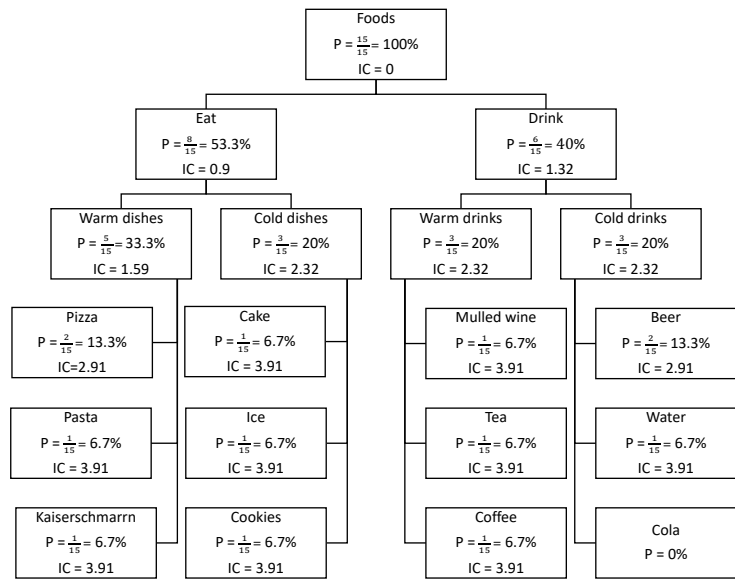 Foods
P = 15/15 = 100%
IC = 0
Eat
P = 8/15 = 53.3%
IC = 0.9
Drink
P = 6/15 = 40%
IC = 1.32
Warm dishes
P = 5/15 = 33.3%
IC = 1.59
Cold dishes
P = 3/15 = 20%
IC = 2.32
Warm drinks
P = 3/15 = 20%
IC = 2.32
Cold drinks
P = 3/15 = 20%
IC = 2.32
Pizza
P = 2/15 = 13.3%
IC=2.91
Cake
P = 1/15 = 6.7%
IC = 3.91
Mulled wine
P = 1/15 = 6.7%
IC = 3.91
Beer
P = 2/15 = 13.3%
IC = 2.91
Pasta
P = 1/15 = 6.7%
IC = 3.91
Ice
P = 1/15 = 6.7%
IC = 3.91
Tea
P = 1/15 = 6.7%
IC = 3.91
Water
P = 1/15 = 6.7%
IC = 3.91
Kaiserschmarrn
P = 1/15 = 6.7%
IC = 3.91
Cookies
P = 1/15 = 6.7%
IC = 3.91
Coffee
P = 1/15 = 6.7%
IC = 3.91
Cola
P = 0%